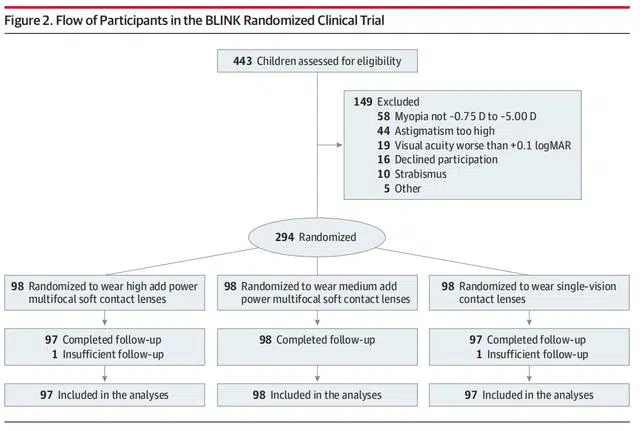 Figure 2. Flow of Participants in the BLINK Randomized Clinical Trial
443 Children assessed for eligibility
149 Excluded
58 Myopia not -0.75 D to -5.00 D
44 Astigmatism too high
19 Visual acuity worse than +0.1 logMAR
16 Declined participation
10 Strabismus
5 Other
294 Randomized
98 Randomized to wear high add power
multifocal soft contact lenses
98 Randomized to wear medium add
power multifocal soft contact lenses
98 Randomized to wear single-vision
contact lenses
97 Completed follow-up
1 Insufficient follow-up
98 Completed follow-up
97 Completed follow-up
1 Insufficient follow-up
97 Included in the analyses
98 Included in the analyses
97 Included in the analyses